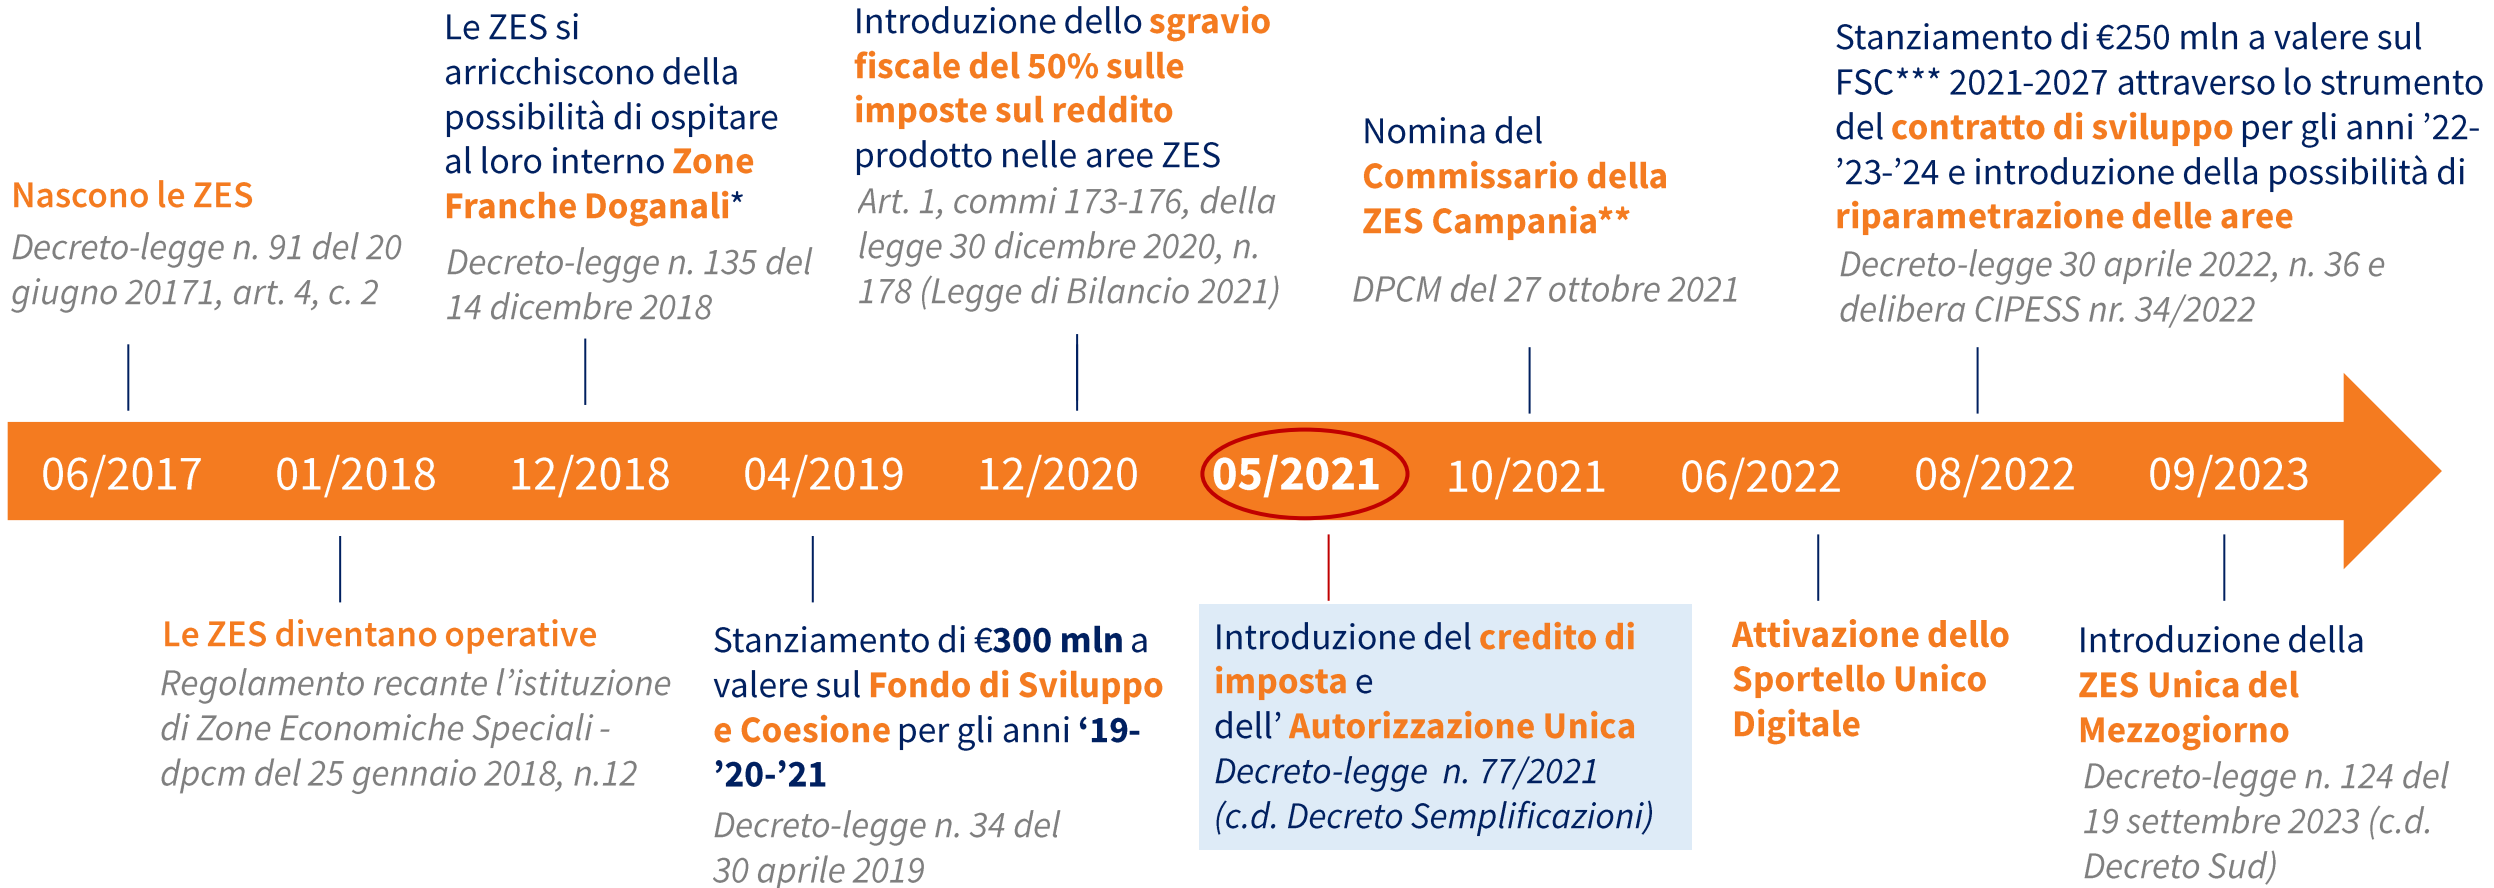 Nascono le ZES
Decreto-legge n. 91 del 20
giugno 20171, art. 4, c. 2
Le ZES si
arricchiscono della
possibilità di ospitare
al loro interno Zone
Franche Doganali*
Decreto-legge n. 135 del
14 dicembre 2018
Introduzione dello sgravio
fiscale del 50% sulle
imposte sul redito
prodotto nelle aree ZES
Art. 1, commi 173-176, della
legge 30 dicembre 2020, n.
178 (Legge di Bilancio 2021)
Nomina del
Commissario della
ZES Campania**
DPCM del 27 ottobre 2021
Stanziamento di €250 mln a valere sul
FSC*** 2021-2027 attraverso lo strumento
del contratto di sviluppo per gli anni ’22-
’23-’24 e introduzione della possibilità di
riparametrazione delle aree
Decreto-legge 30 aprile 2022, n. 36 e
delibera CIPESS nr. 34/2022
06/2017 01/2018 12/2018 04/2019 12/2020 05/2021 10/2021 06/2022 08/2022 09/2023
Le ZES diventano operative
Regolamento recante l’istituzione
di Zone Economiche Speciali -
dpcm del 25 gennaio 2018, n.12
Stanziamento di €300 mln a
valere sul Fondo di Sviluppo
e Coesione per gli anni ‘19-
’20-’21
Decreto-legge n. 34 del
30 aprile 2019
Introduzione del credito di
imposta e
dell’ Autorizzazione Unica
Decreto-legge n. 77/2021
(c.d. Decreto Semplificazioni)
Attivazione dello
Sportello Unico
Digitale
Introduzione della
ZES Unica del
Mezzogiorno
Decreto-legge n. 124 del
19 settembre 2023 (c.d.
Decreto Sud)